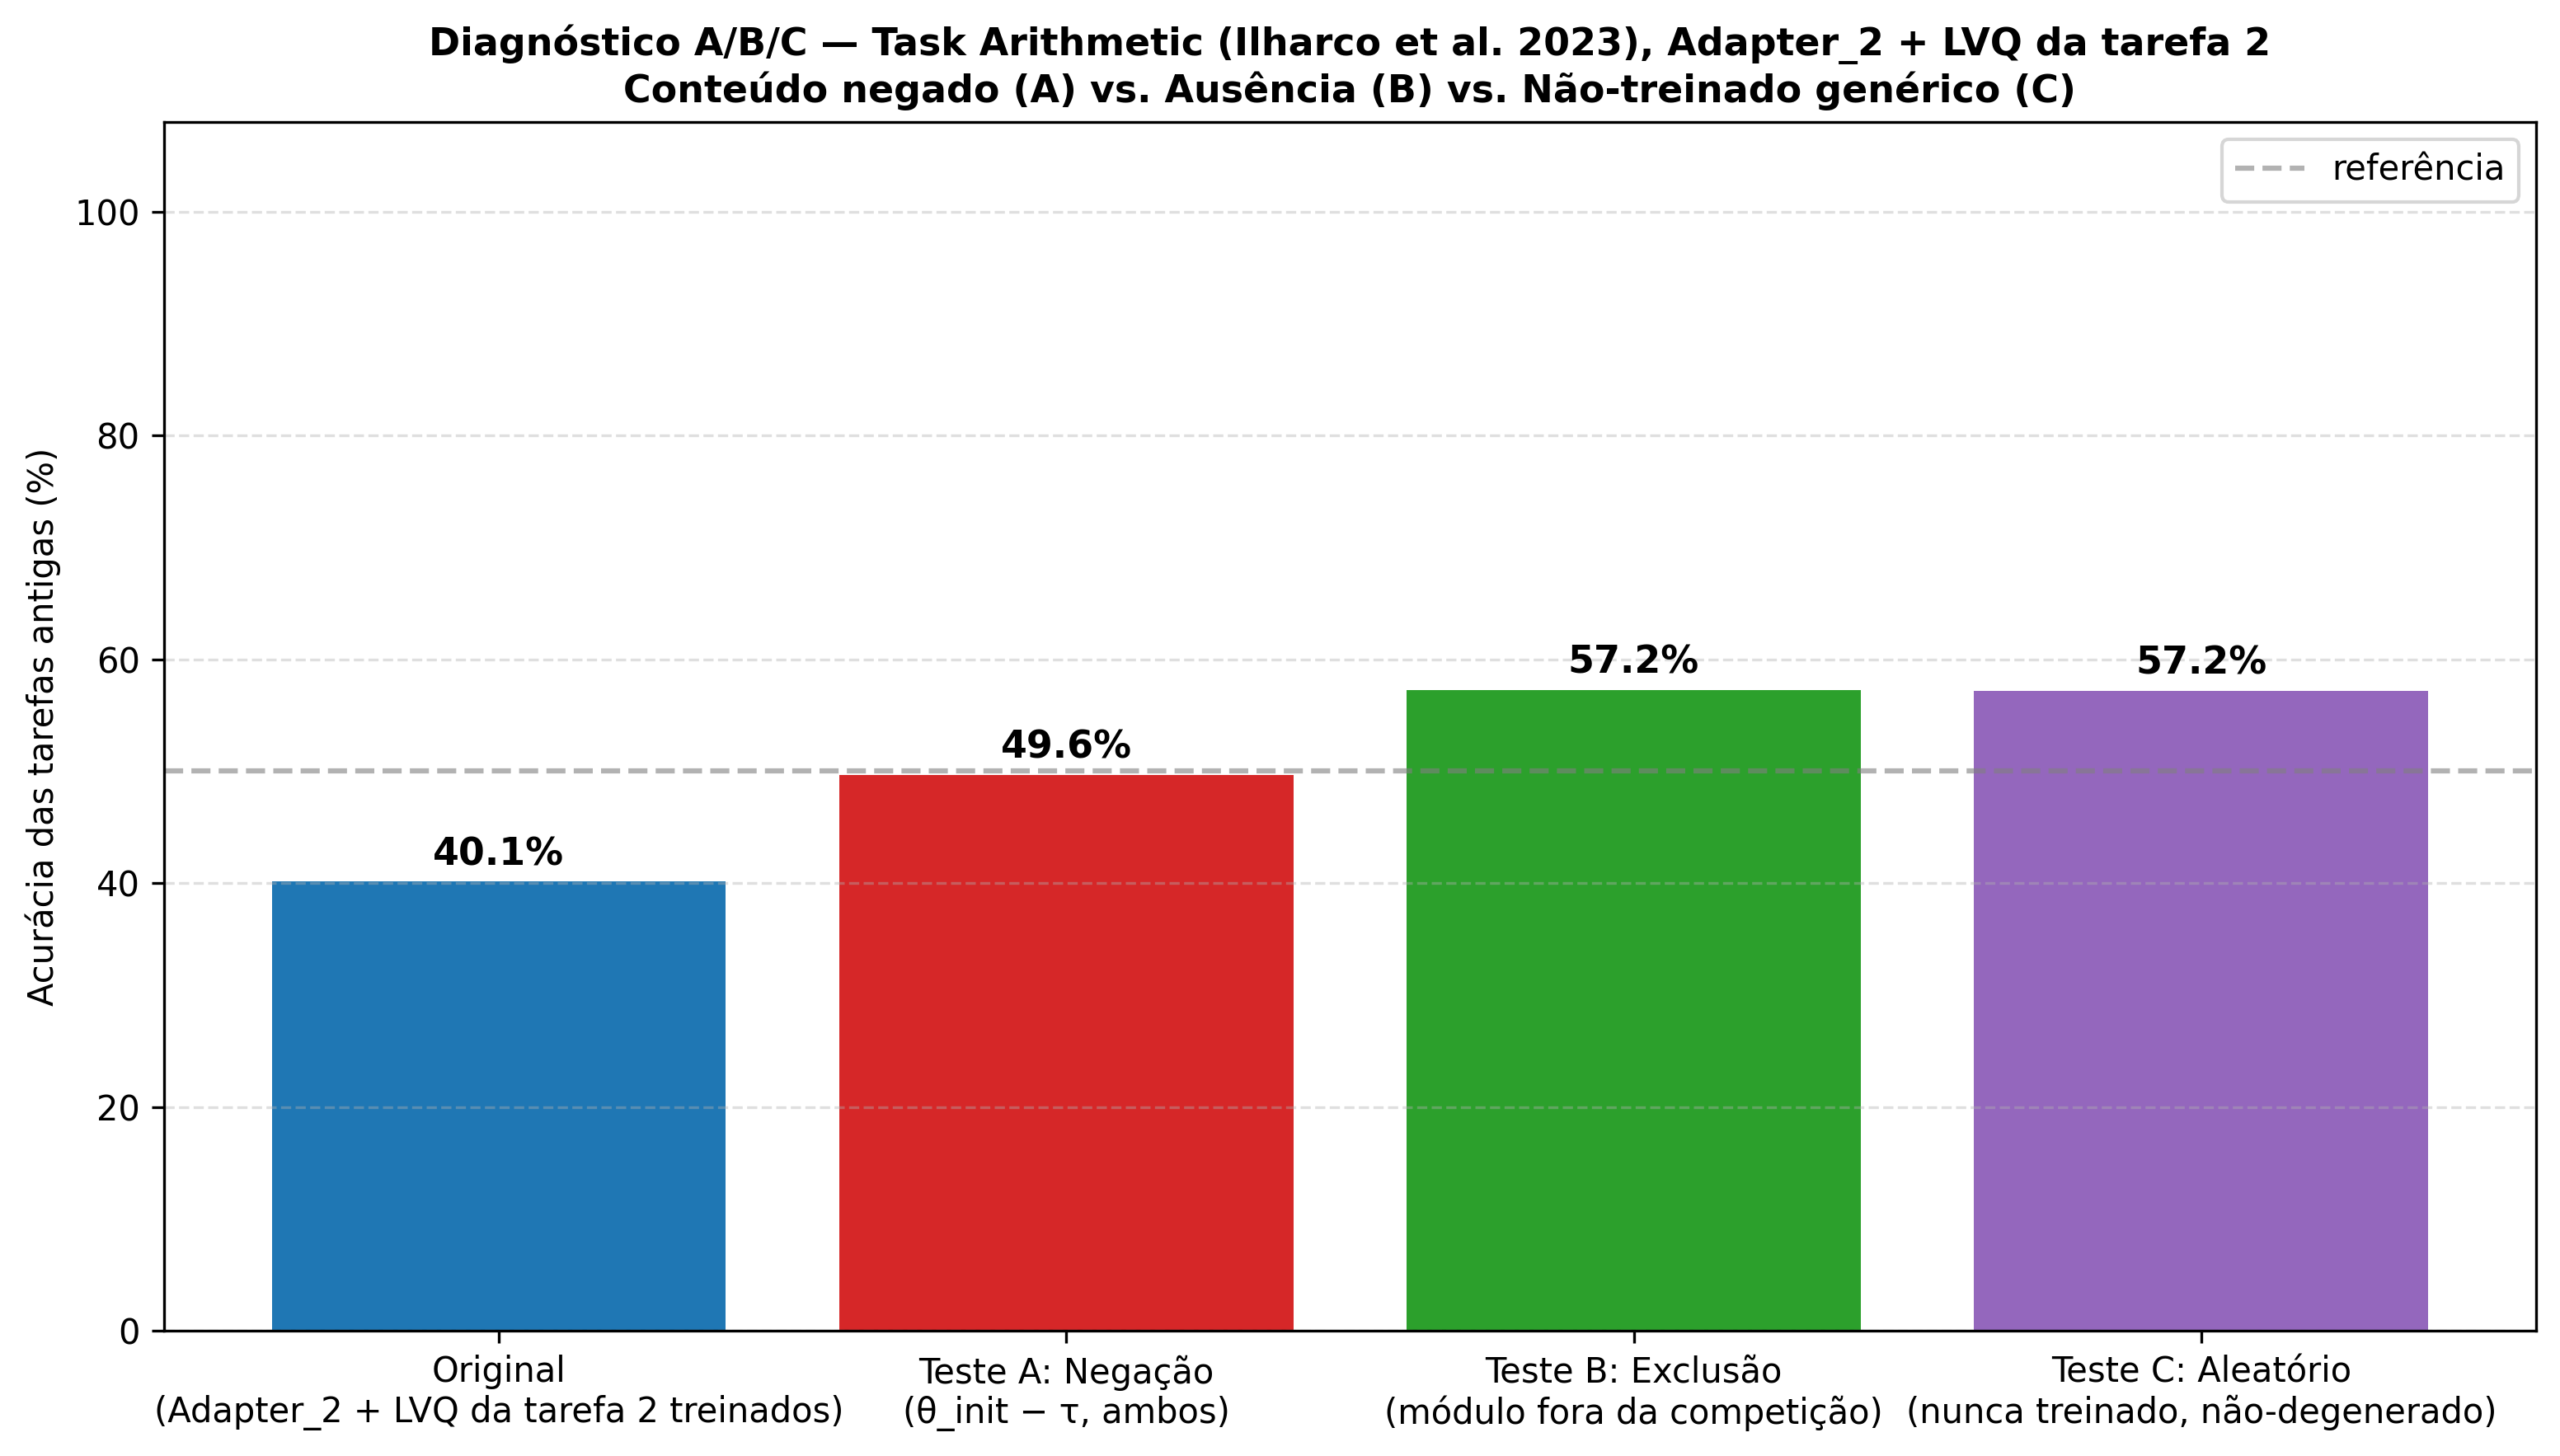 Diagnóstico A/B/C — Task Arithmetic (Ilharco et al. 2023), Adapter_2 + LVQ da tarefa 2
Conteúdo negado (A) vs. Ausência (B) vs. Não-treinado genérico (C)
referência
Acurácia das tarefas antigas (%)
100
80
60
40
20
0
40.1%
49.6%
57.2%
57.2%
Original
(Adapter_2 + LVQ da tarefa 2 treinados)
Teste A: Negação
(θ_init − τ, ambos)
Teste B: Exclusão
(módulo fora da competição)
Teste C: Aleatório
(nunca treinado, não-degenerado)